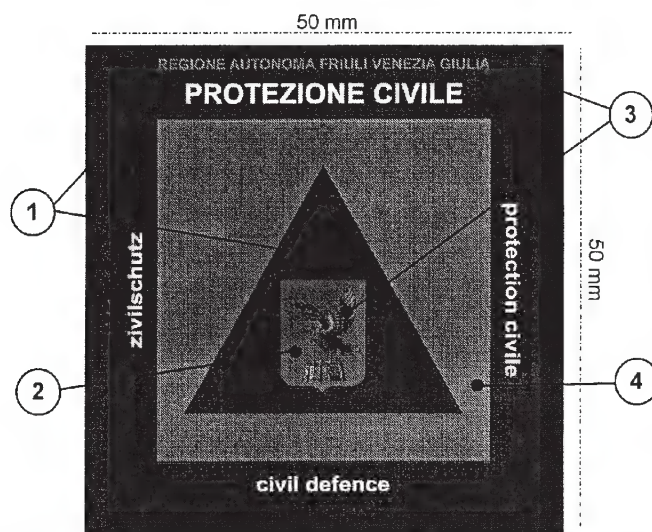 50 mm
REGIONE AUTONOMA FRIULI VENEZIA GIULIA
PROTEZIONE CIVILE
3
1
zivilschutz
protection civile
50 mm
2
4
civil defence